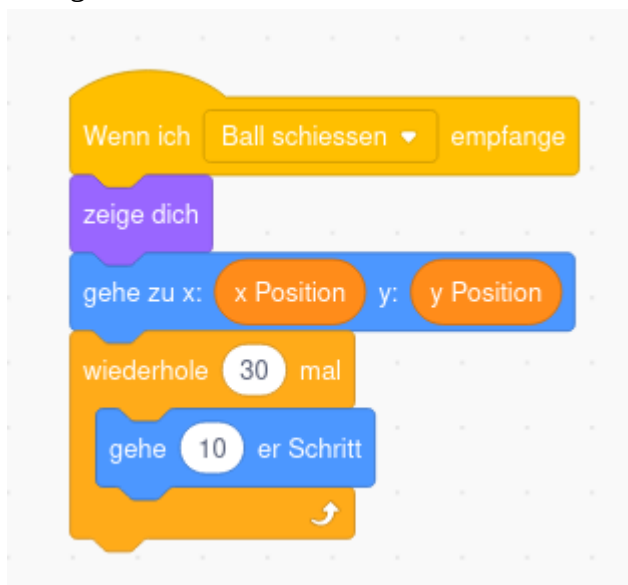 Wenn ich Ball schiessen empfange
zeige dich
gehe zu x: x Position y: y Position
wiederhole 30 mal
gehe 10 er Schritt